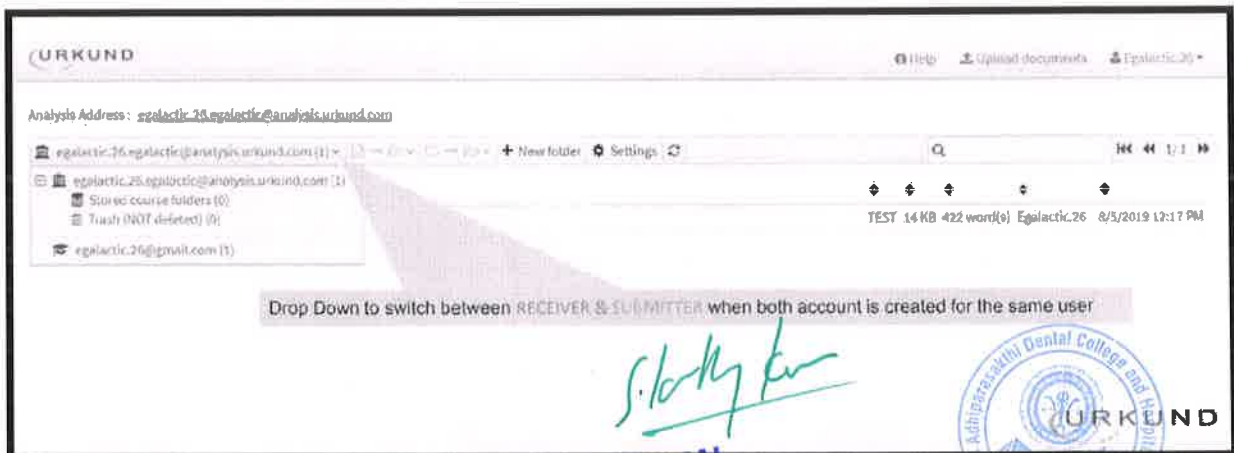 URKUND
Help Upload documents Egalactic.26
Analysis Address: egalactic.26.egalactic@analysis.urkund.com
egalactic.26.egalactic@analysis.urkund.com (1) + New folder Settings
1/1
egalactic.26.egalactic@analysis.urkund.com (1)
Stored course folders (0)
Trash (NOT deleted) (0)
TEST 14 KB 422 word(s) Egalactic.26 8/5/2019 12:17 PM
egalactic.26@gmail.com (1)
Drop Down to switch between RECEIVER & SUBMITTER when both account is created for the same user
Adhiparasakthi Dental College and
URKUND